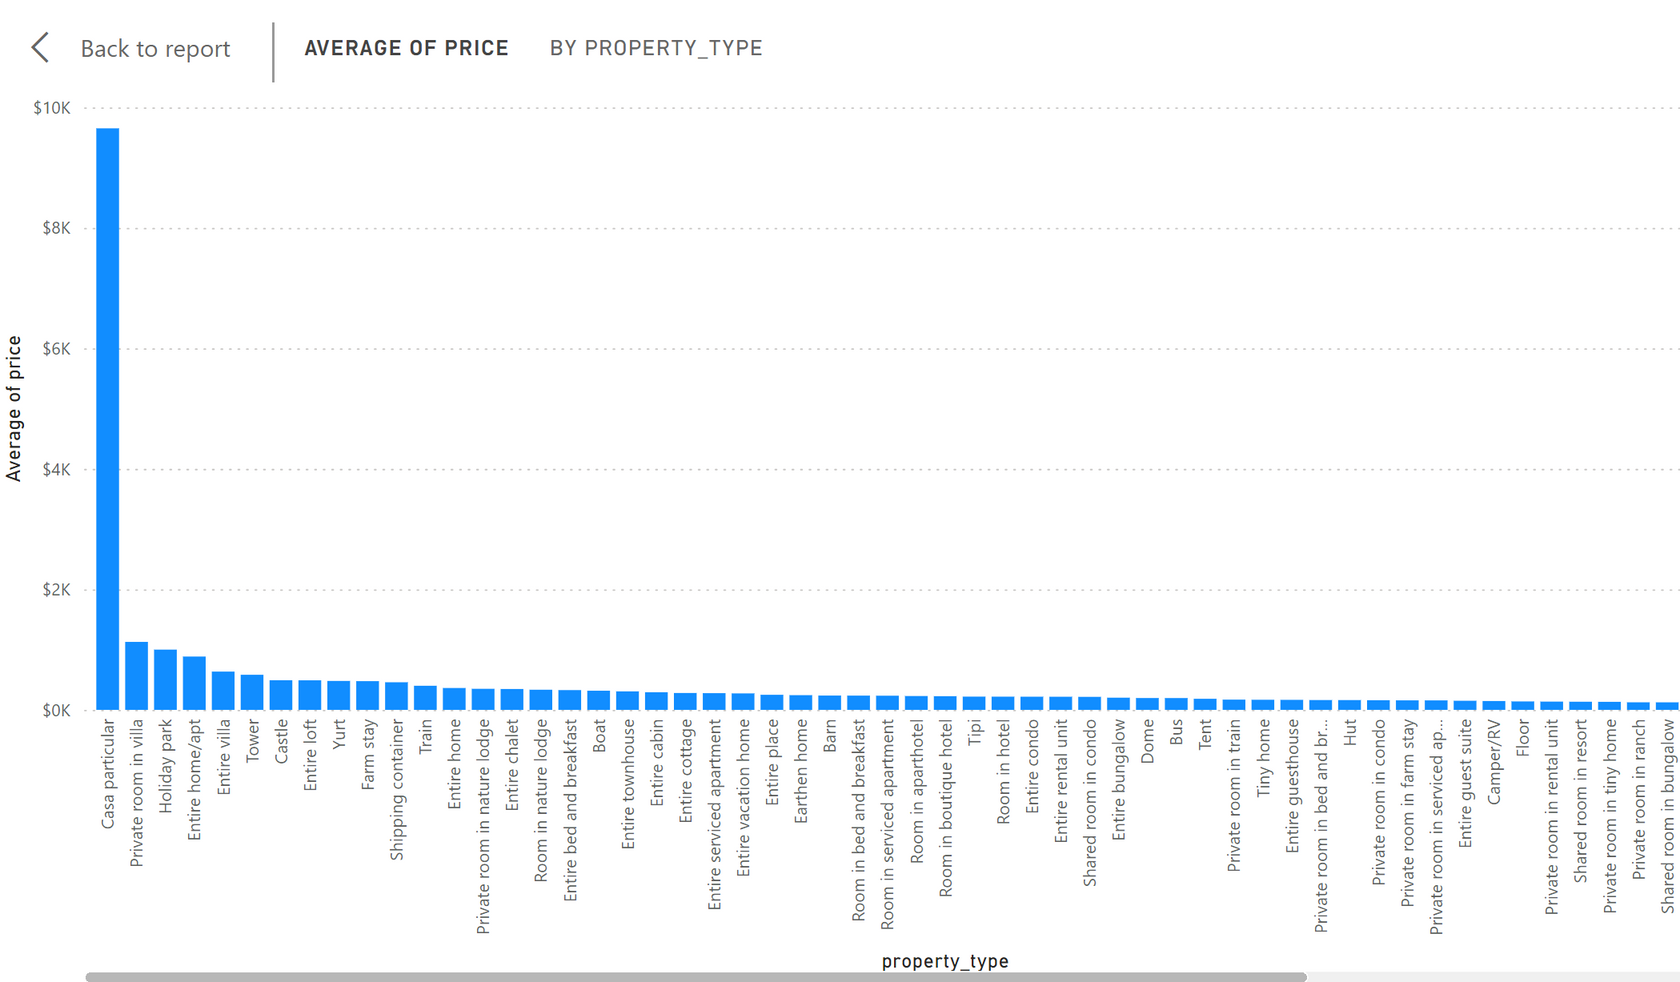 Back to report
AVERAGE OF PRICE
BY PROPERTY_TYPE
$10K
$8K
$6K
$4K
$2K
$0K
Average of price
Casa particular
Private room in villa
Holiday park
Entire home/apt
Entire villa
Tower
Castle
Entire loft
Yurt
Farm stay
Shipping container
Train
Entire home
Private room in nature lodge
Entire chalet
Room in nature lodge
Entire bed and breakfast
Boat
Entire townhouse
Entire cabin
Entire cottage
Entire serviced apartment
Entire vacation home
Entire place
Earthen home
Barn
Room in bed and breakfast
Room in serviced apartment
Room in aparthotel
Room in boutique hotel
Tipi
Room in hotel
Entire condo
Entire rental unit
Shared room in condo
Entire bungalow
Dome
Bus
Tent
Private room in train
Tiny home
Entire guesthouse
Private room in bed and br...
Hut
Private room in condo
Private room in farm stay
Private room in serviced ap...
Entire guest suite
Camper/RV
Floor
Private room in rental unit
Shared room in resort
Private room in tiny home
Private room in ranch
Shared room in bungalow
property_type